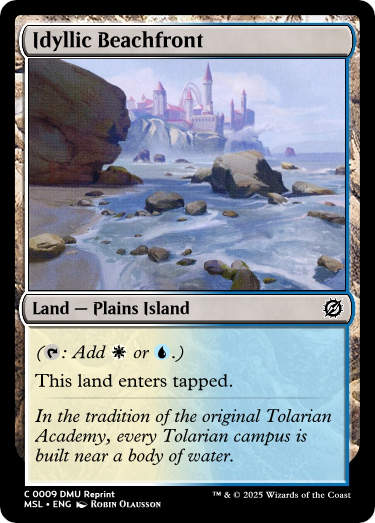 Idyllic Beachfront
Land — Plains Island
(: Add or .)
This land enters tapped.
In the tradition of the original Tolarian
Academy, every Tolarian campus is
built near a body of water.
C 0009 DMU Reprint
MSL • ENG Robin Olausson
™ & © 2025 Wizards of the Coast